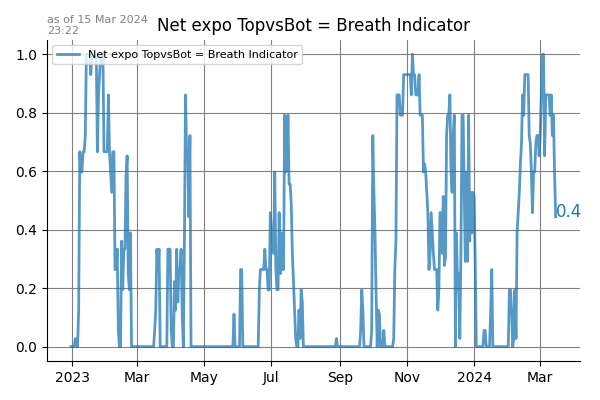 as of 15 Mar 2024
23:22
Net expo TopvsBot = Breath Indicator
Net expo TopvsBot = Breath Indicator
1.0
0.8
0.6
0.4
0.2
0.0
0.4
2023 Mar May Jul Sep Nov 2024 Mar